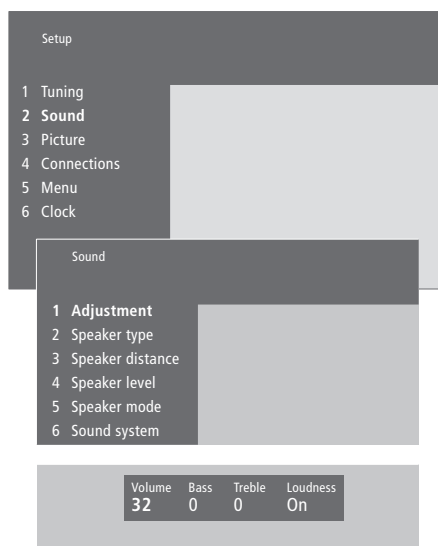 Setup
1 Tuning
2 Sound
3 Picture
4 Connections
5 Menu
6 Clock
Sound
1 Adjustment
2 Speaker type
3 Speaker distance
4 Speaker level
5 Speaker mode
6 Sound system
Volume Bass Treble Loudness
32 0 0 On